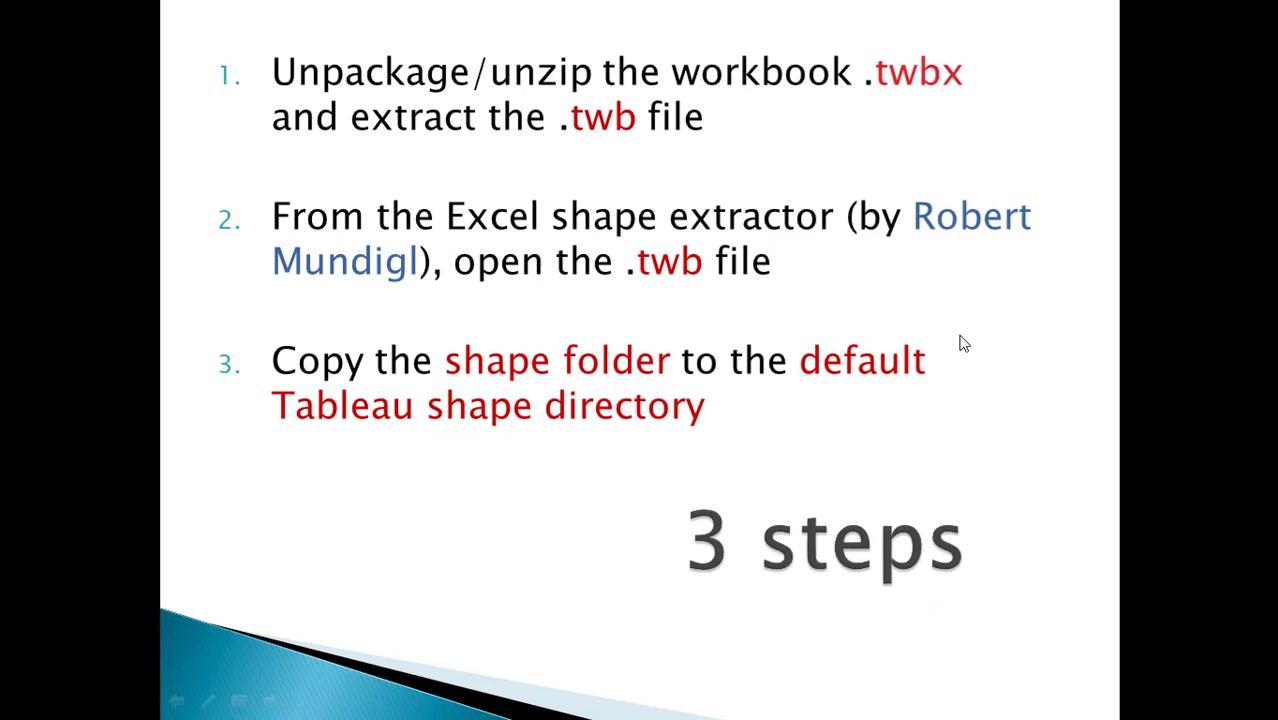 1. Unpackage/unzip the workbook .twbx
and extract the .twb file
2. From the Excel shape extractor (by Robert
Mundigl), open the .twb file
3. Copy the shape folder to the default
Tableau shape directory
3 steps